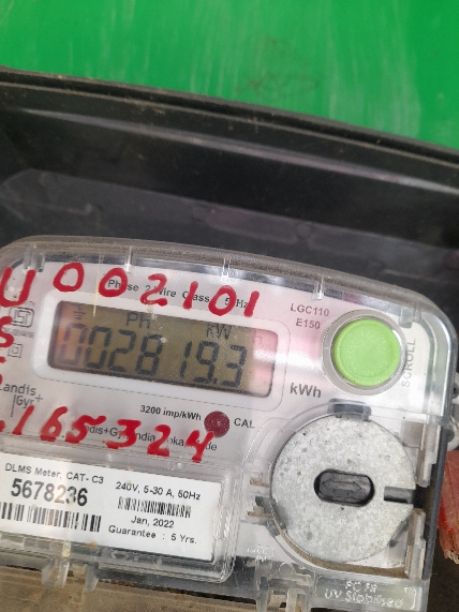 U 002101
Phase 2 Wire Class
LGC110
E150
PH KW
002819.3
kWh
SCROLL
3200 imp/kWh CAL
Landis
Gyr+
165324
DLMS Meter, CAT- C3
5678236
240V, 5-30 A, 50Hz
Jan, 2022
Guarantee : 5 Yrs.